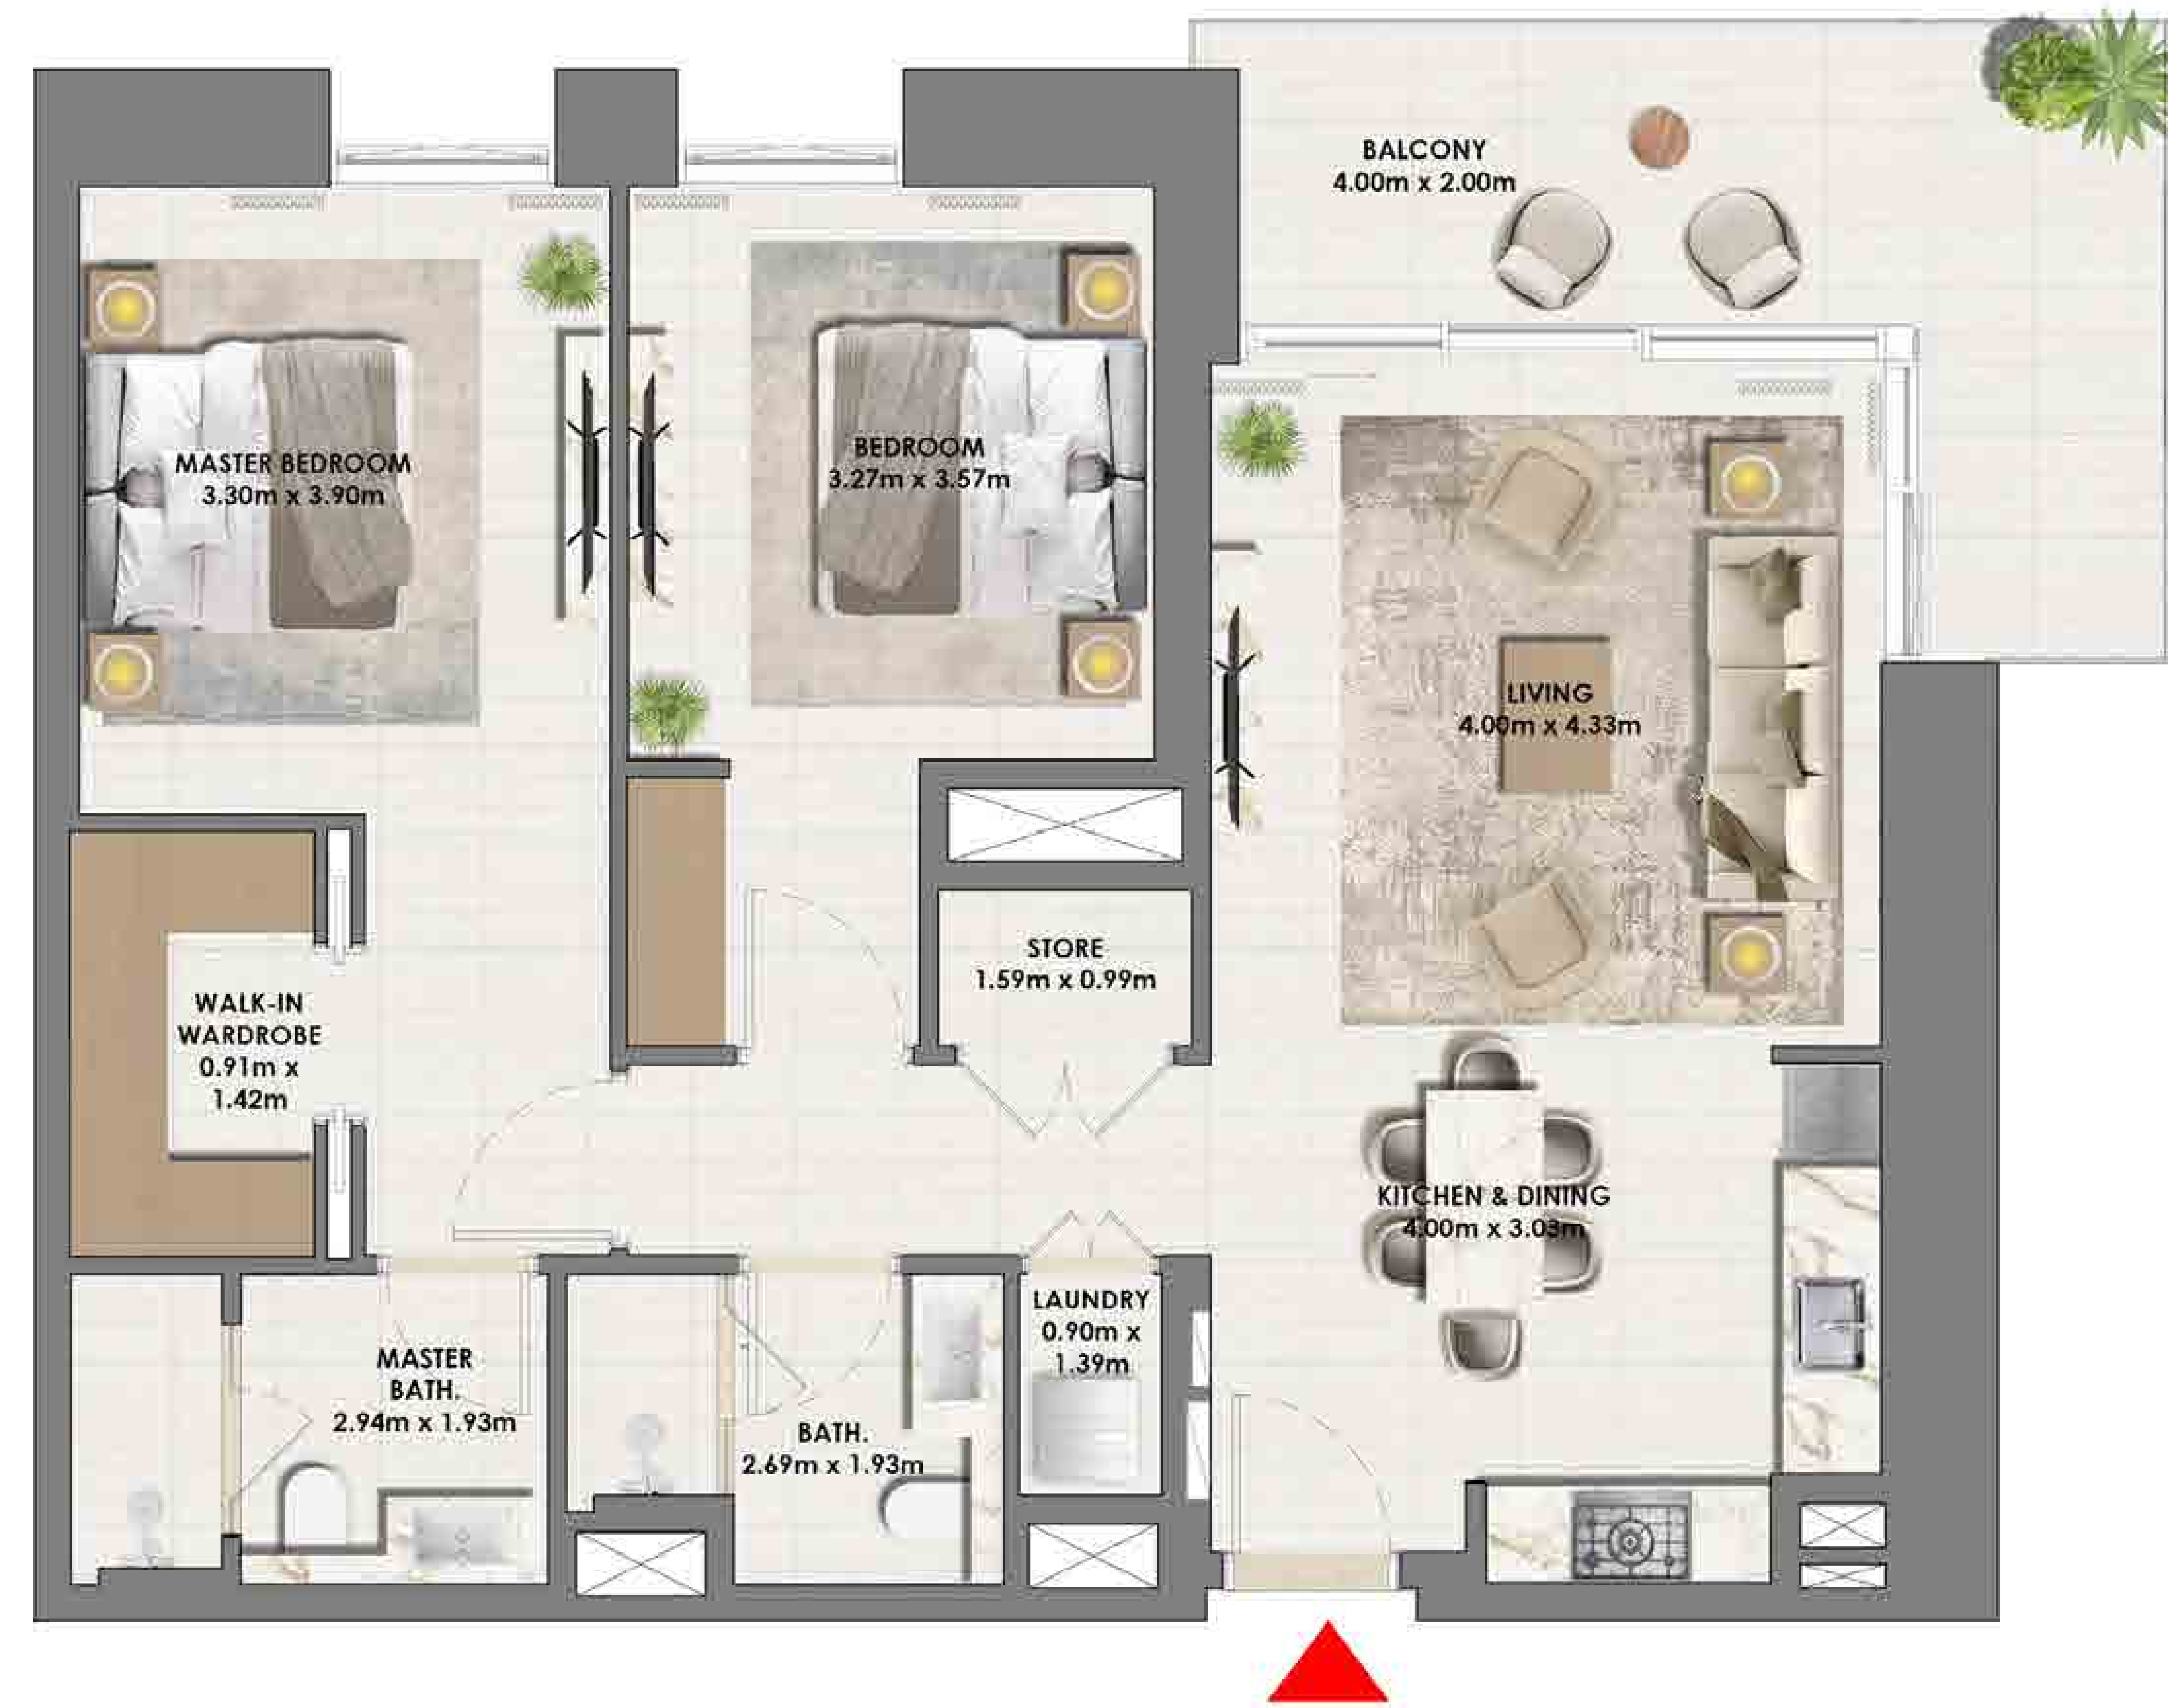 BALCONY
4.00m x 2.00m
MASTER BEDROOM
3.30m x 3.90m
BEDROOM
3.27m x 3.57m
LIVING
4.00m x 4.33m
STORE
1.59m x 0.99m
WALK-IN
WARDROBE
0.91m x
1.42m
KITCHEN & DINING
4.00m x 3.03m
LAUNDRY
0.90m x
1.39m
MASTER
BATH.
2.94m x 1.93m
BATH.
2.69m x 1.93m